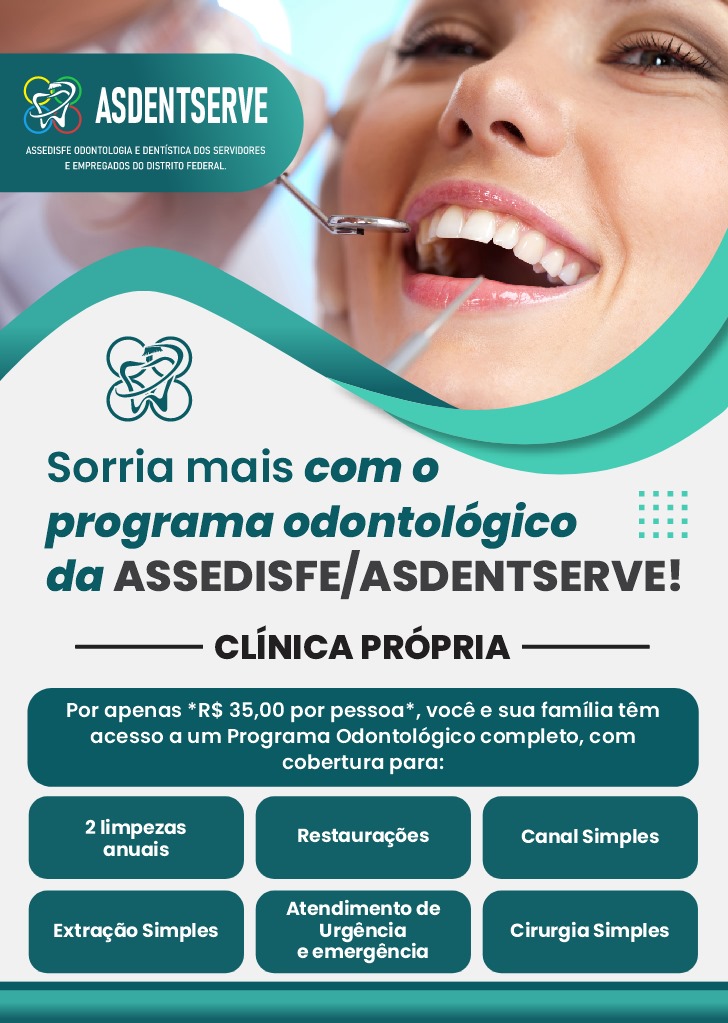 ASDENTSERVE
ASSEDISFE ODONTOLOGIA E DENTÍSTICA DOS SERVIDORES
E EMPREGADOS DO DISTRITO FEDERAL.
Sorria mais com o
programa odontológico
da ASSEDISFE/ASDENTSERVE!
CLÍNICA PRÓPRIA
Por apenas *R$ 35,00 por pessoa*, você e sua família têm
acesso a um Programa Odontológico completo, com
cobertura para:
2 limpezas
anuais
Restaurações
Canal Simples
Extração Simples
Atendimento de
Urgência
e emergência
Cirurgia Simples